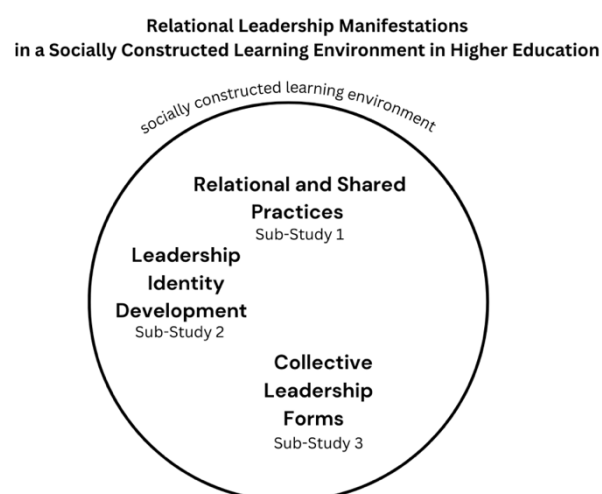 Relational Leadership Manifestations
in a Socially Constructed Learning Environment in Higher Education
socially constructed learning environment
Relational and Shared
Practices
Sub-Study 1
Leadership
Identity
Development
Sub-Study 2
Collective
Leadership
Forms
Sub-Study 3